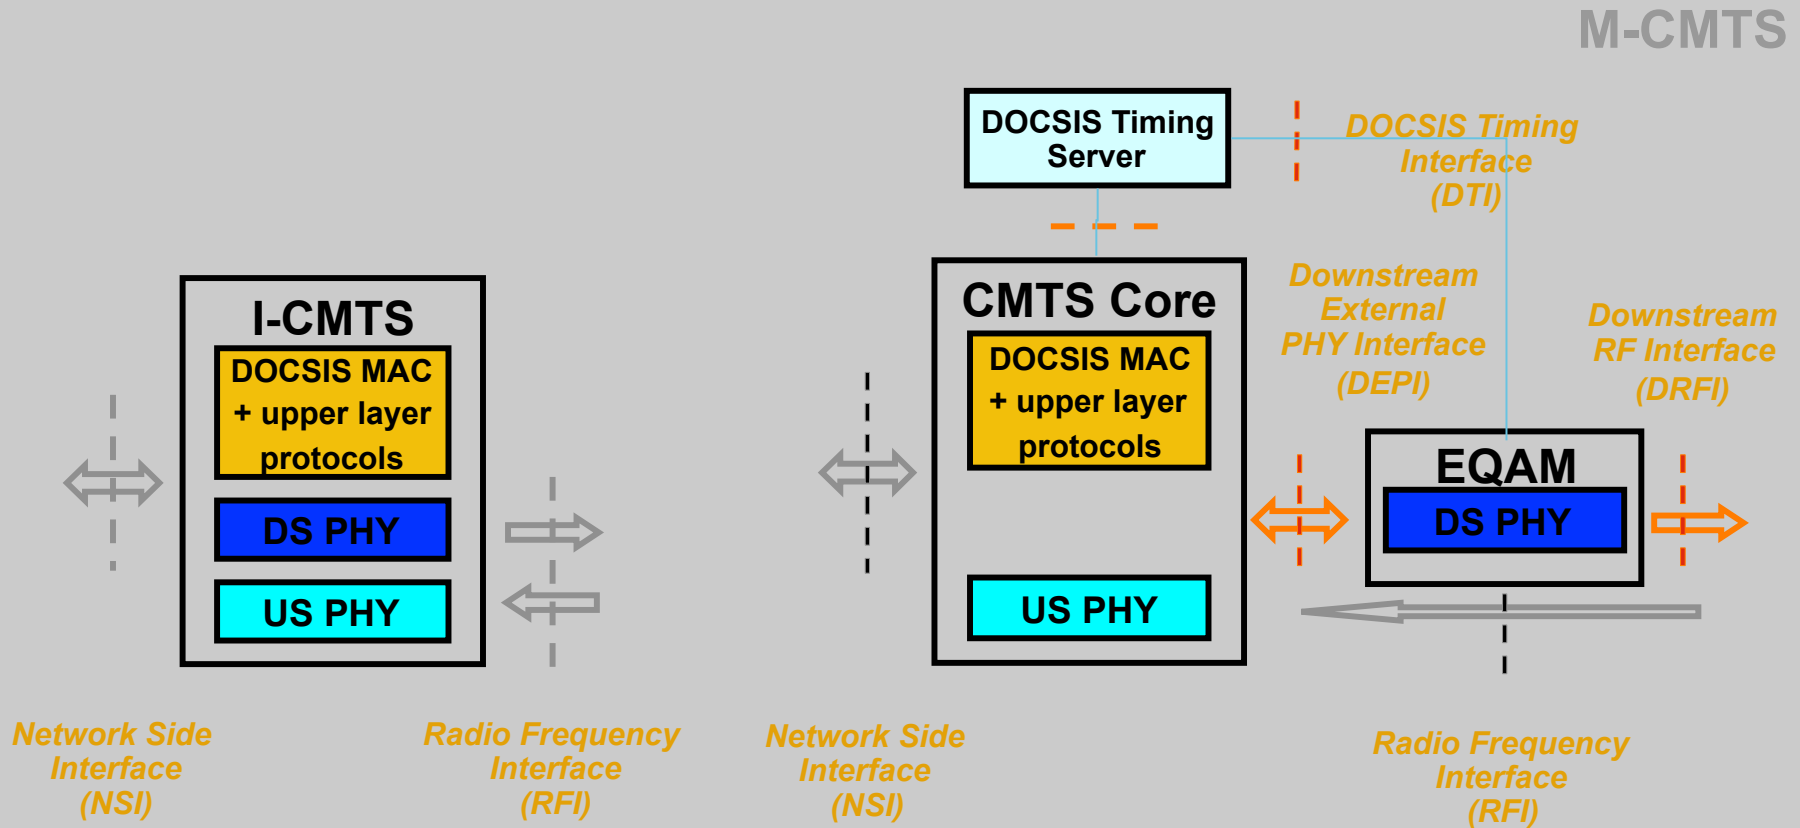 M-CMTS
DOCSIS Timing
Server
DOCSIS Timing
Interface
(DTI)
I-CMTS
DOCSIS MAC
+ upper layer
protocols
DS PHY
US PHY
CMTS Core
DOCSIS MAC
+ upper layer
protocols
US PHY
Downstream
External
PHY Interface
(DEPI)
Downstream
RF Interface
(DRFI)
EQAM
DS PHY
Network Side
Interface
(NSI)
Radio Frequency
Interface
(RFI)
Network Side
Interface
(NSI)
Radio Frequency
Interface
(RFI)